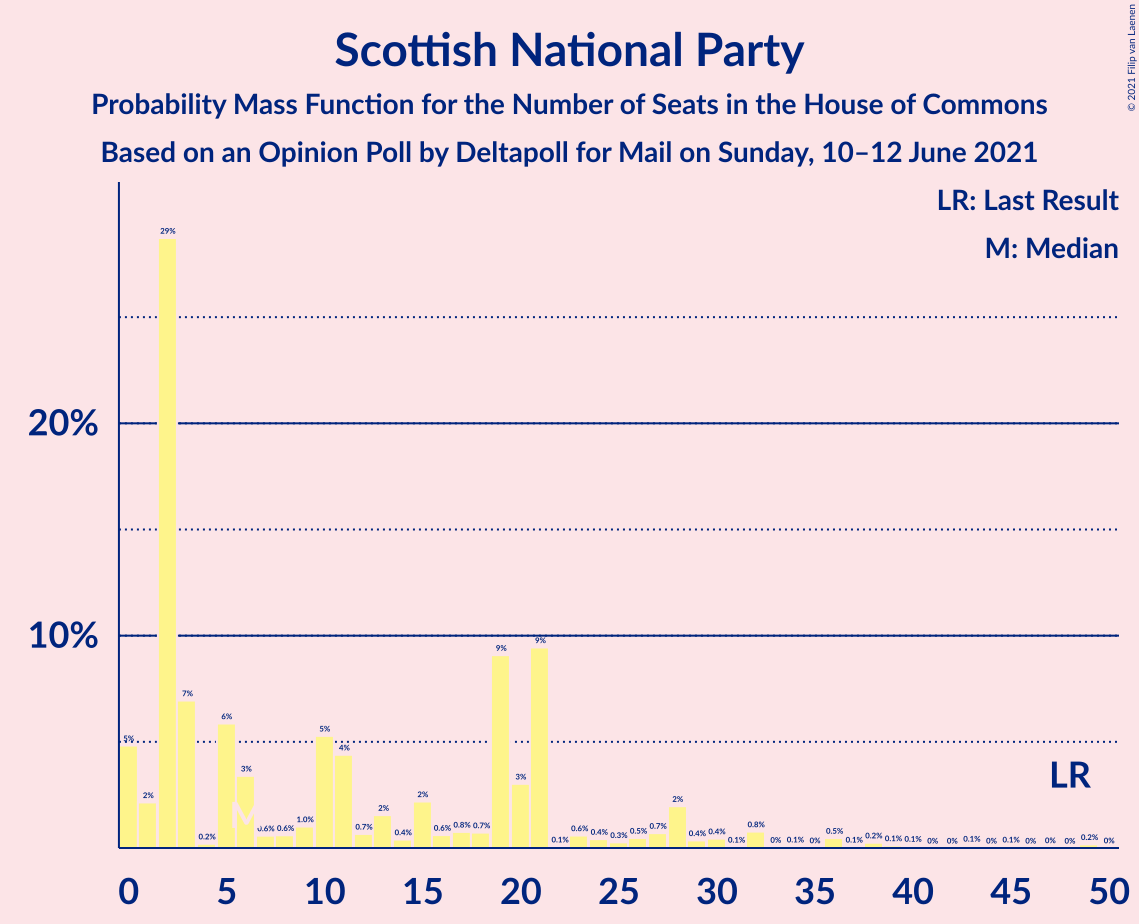 Scottish National Party
Probability Mass Function for the Number of Seats in the House of Commons
Based on an Opinion Poll by Deltapoll for Mail on Sunday, 10–12 June 2021
© 2021 Filip van Laenen
LR: Last Result
M: Median
20%
10%
5% 2% 29% 7% 0.2% 6% 3% 0.6% 0.6% 1.0% 5% 4% 0.7% 2% 0.4% 2% 0.6% 0.8% 0.7% 9% 3% 9% 0.1% 0.6% 0.4% 0.3% 0.5% 0.7% 2% 0.4% 0.4% 0.1% 0.8% 0% 0.1% 0% 0.5% 0.1% 0.2% 0.1% 0.1% 0% 0% 0.1% 0% 0.1% 0% 0% 0% 0.2% 0%
M
LR
0 5 10 15 20 25 30 35 40 45 50